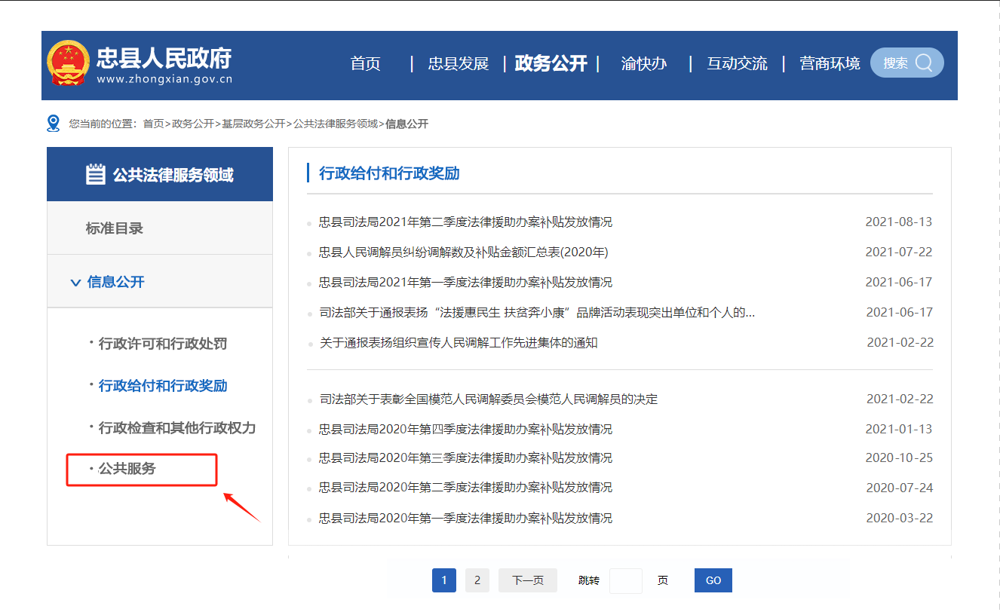 忠县人民政府
www.zhongxian.gov.cn
首页 | 忠县发展 | 政务公开 | 渝快办 | 互动交流 | 营商环境 搜索
您当前的位置：首页>政务公开>基层政务公开>公共法律服务领域>信息公开
公共法律服务领域
标准目录
信息公开
·行政许可和行政处罚
·行政给付和行政奖励
·行政检查和其他行政权力
·公共服务
行政给付和行政奖励
忠县司法局2021年第二季度法律援助办案补贴发放情况 2021-08-13
忠县人民调解员纠纷调解数及补贴金额汇总表(2020年) 2021-07-22
忠县司法局2021年第一季度法律援助办案补贴发放情况 2021-06-17
司法部关于通报表扬“法援惠民生 扶贫奔小康”品牌活动表现突出单位和个人的... 2021-06-17
关于通报表扬组织宣传人民调解工作先进集体的通知 2021-02-22
司法部关于表彰全国模范人民调解委员会模范人民调解员的决定 2021-02-22
忠县司法局2020年第四季度法律援助办案补贴发放情况 2021-01-13
忠县司法局2020年第三季度法律援助办案补贴发放情况 2020-10-25
忠县司法局2020年第二季度法律援助办案补贴发放情况 2020-07-24
忠县司法局2020年第一季度法律援助办案补贴发放情况 2020-03-22
1 2 下一页 跳转 页 GO